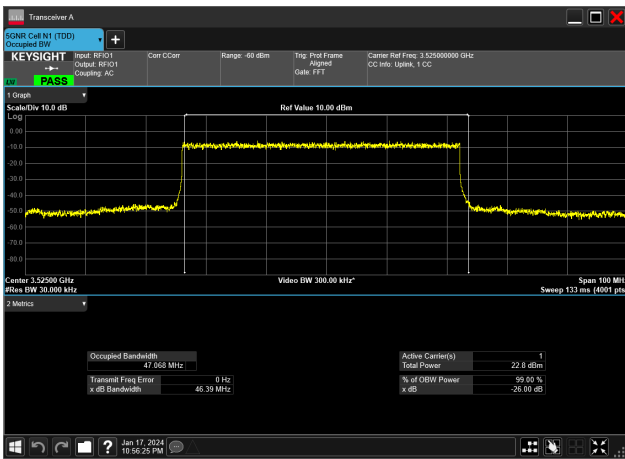 Transceiver A
5GNR Cell N1 (TDD)
Occupied BW
KEYSIGHT
PASS
Input: RFIO1
Output: RFIO1
Coupling: AC
Corr CCorr
Range: -60 dBm
Trig: Prot Frame
Aligned
Gate: FFT
Carrier Ref Freq: 3.525000000 GHz
CC Info: Uplink, 1 CC
1 Graph
Scale/Div 10.0 dB
Ref Value 10.00 dBm
Log
0.00
-10.0
-20.0
-30.0
-40.0
-50.0
-60.0
-70.0
-80.0
Center 3.52500 GHz
Video BW 300.00 kHz^
Span 100 MH
#Res BW 30.000 kHz
Sweep 133 ms (4001 pts
2 Metrics
Occupied Bandwidth
47.068 MHz
Transmit Freq Error 0 Hz
x dB Bandwidth 46.39 MHz
Active Carrier(s) 1
Total Power 22.8 dBm
% of OBW Power 99.00 %
x dB -26.00 dB
Jan 17, 2024
10:56:25 PM